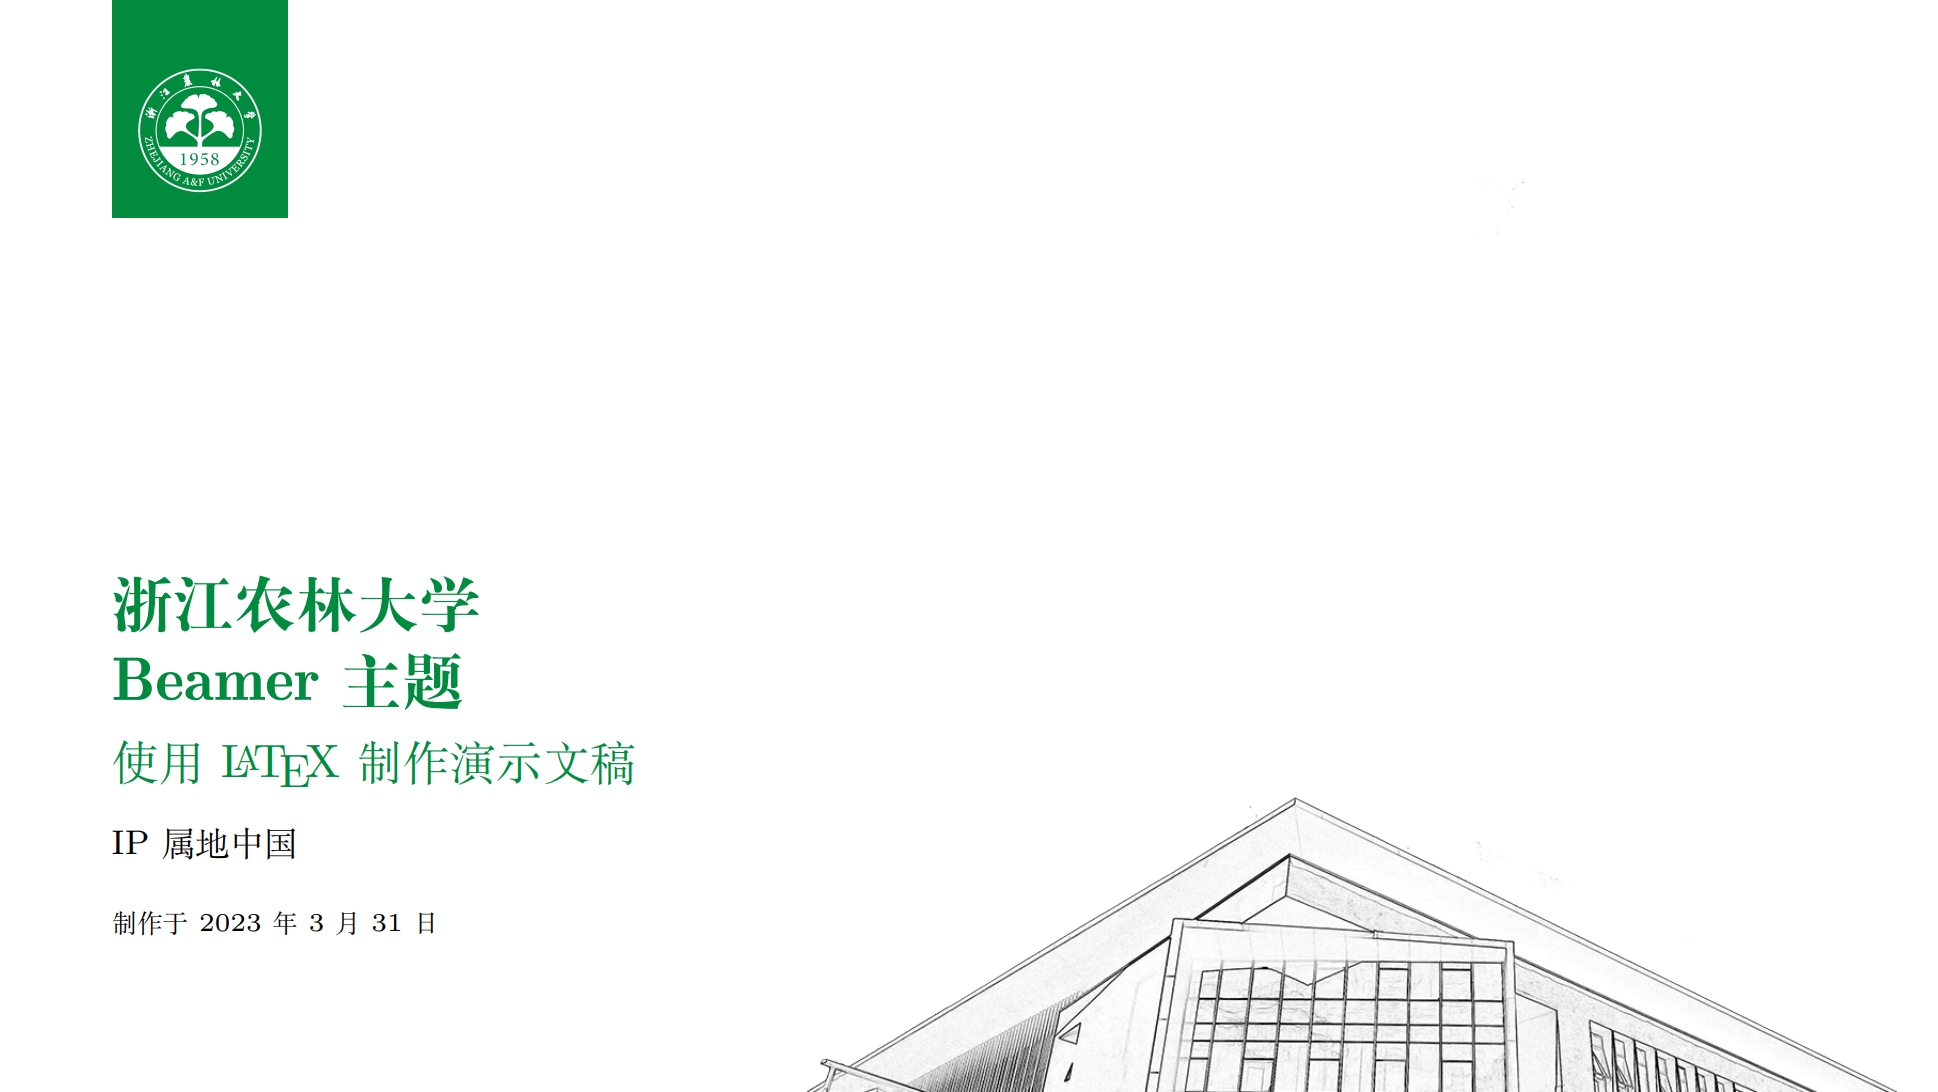 浙江农林大学
1958
ZHEJIANG A&F UNIVERSITY
浙江农林大学
Beamer 主题
使用 LATEX 制作演示文稿
IP 属地中国
制作于 2023 年 3 月 31 日